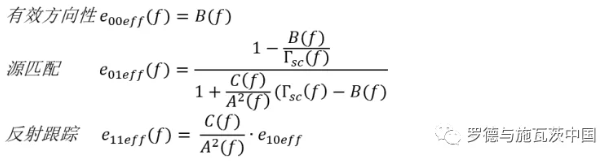 有效方向性 e₀₀eff(f) = B(f)
源匹配 e₀₁eff(f) = (1 − B(f)/Γsc(f)) / (1 + C(f)/A²(f) (Γsc(f) − B(f))
反射跟踪 e₁₁eff(f) = C(f)/A²(f) · e₁₀eff
罗德与施瓦茨中国